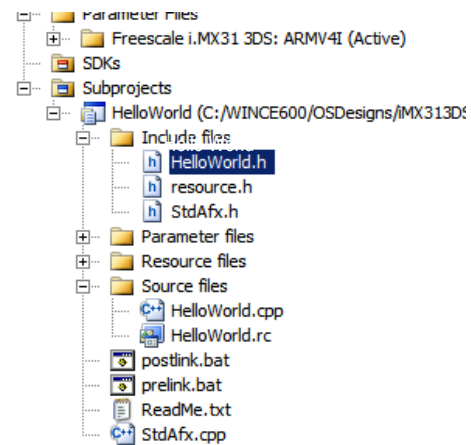 Parameter Files
Freescale i.MX31 3DS: ARMV4I (Active)
SDKs
Subprojects
HelloWorld (C:/WINCE600/OSDesigns/iMX313DS
Include files
HelloWorld.h
resource.h
StdAfx.h
Parameter files
Resource files
Source files
HelloWorld.cpp
HelloWorld.rc
postlink.bat
prelink.bat
ReadMe.txt
StdAfx.cpp